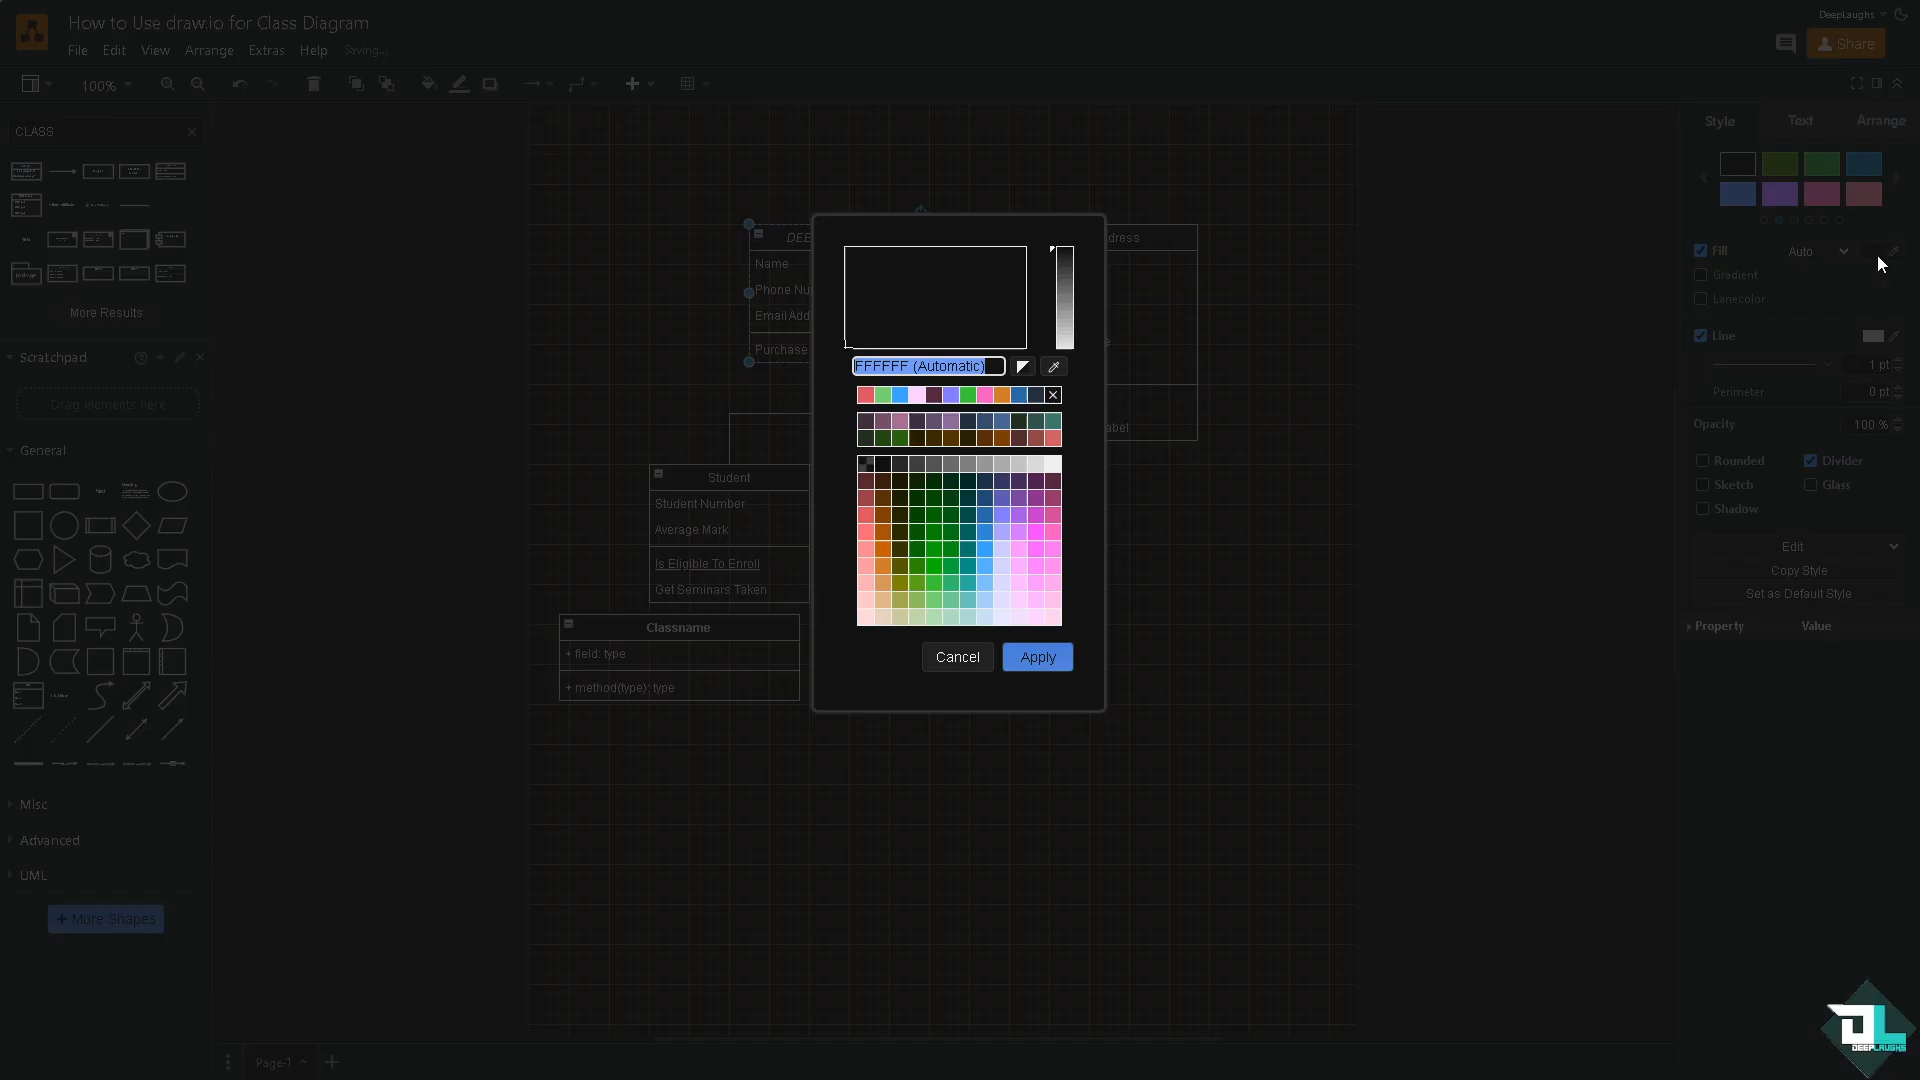 How to Use draw.io for Class Diagram
DeepLaughs
File Edit View Arrange Extras Help Saving...
Share
100%
CLASS
Style Text Arrange
DEE
dress
Name
Phone Nu
Email Add
Purchase
More Results
Scratchpad
Drag elements here
General
Fill
Auto
Gradient
Lanecolor
Line
1 pt
Perimeter
0 pt
Opacity
100 %
Rounded
Divider
Sketch
Glass
Shadow
Edit
Copy Style
Set as Default Style
Property
Value
FFFFFF (Automatic)
abel
Student
Student Number
Average Mark
Is Eligible To Enroll
Get Seminars Taken
Classname
+ field: type
+ method(type): type
Cancel
Apply
Misc
Advanced
UML
+ More Shapes
Page-1
DL
DEEPLAUGHS